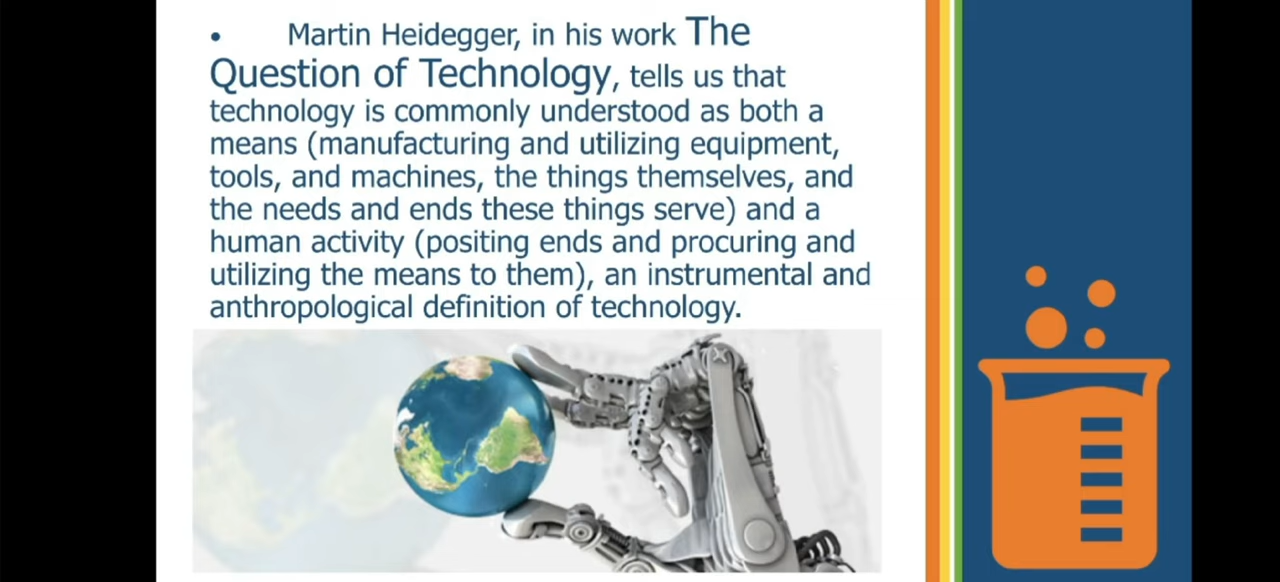 • Martin Heidegger, in his work The
Question of Technology, tells us that
technology is commonly understood as both a
means (manufacturing and utilizing equipment,
tools, and machines, the things themselves, and
the needs and ends these things serve) and a
human activity (positing ends and procuring and
utilizing the means to them), an instrumental and
anthropological definition of technology.